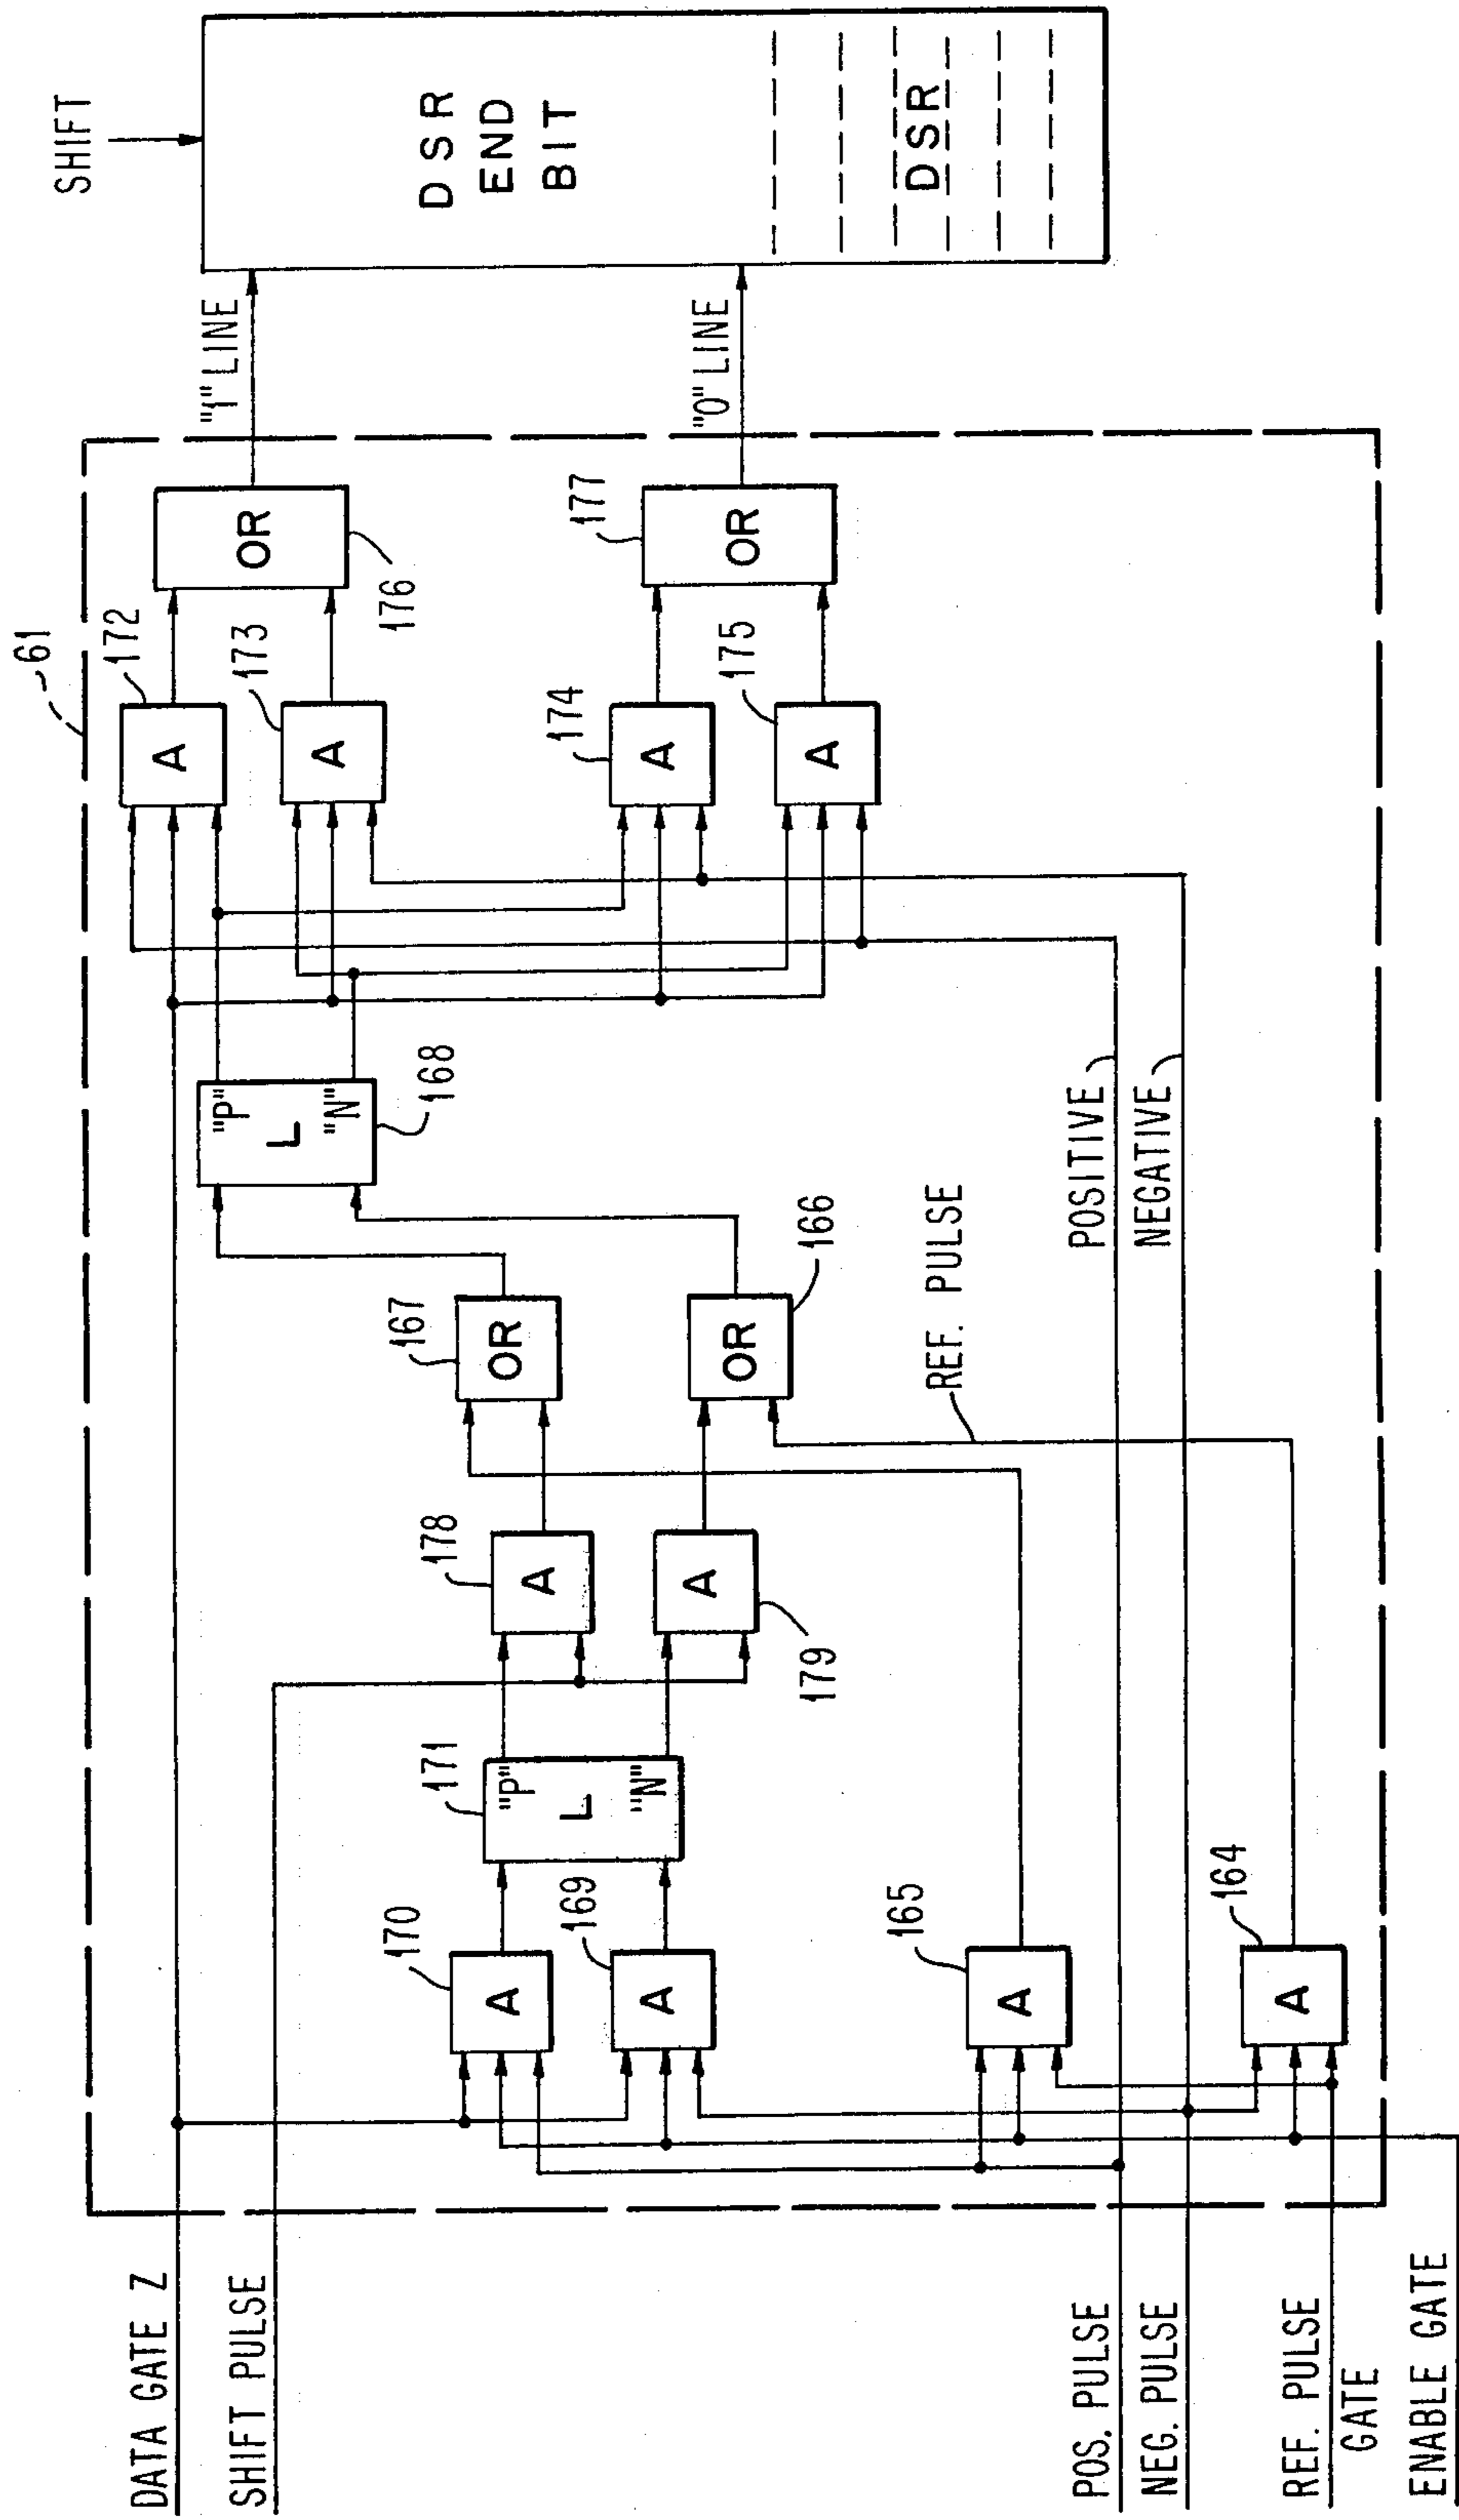 DATA GATE Z
SHIFT PULSE
POS. PULSE
NEG. PULSE
REF. PULSE
GATE
ENABLE GATE
170
A
169
A
165
A
164
A
171
"P"
L
"N"
178
A
179
A
167
OR
166
OR
REF. PULSE
168
"P"
L
"N"
POSITIVE
NEGATIVE
61
172
A
173
A
174
A
175
A
176
OR
177
OR
"1" LINE
"0" LINE
SHIFT
DSR
END
BIT
DSR